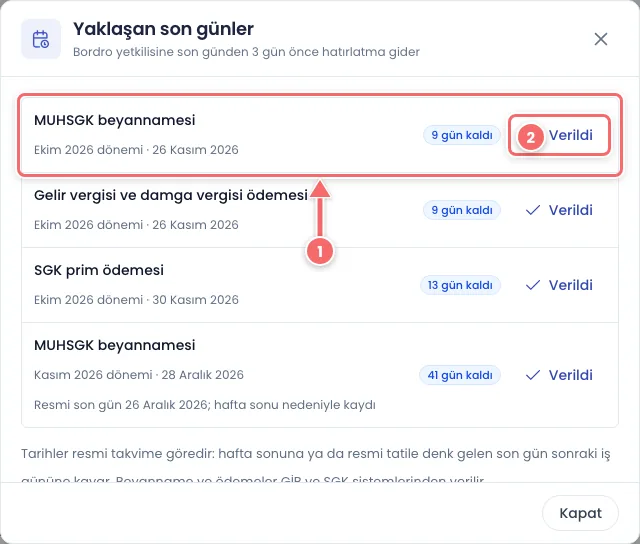 Yaklaşan son günler
Bordro yetkilisine son günden 3 gün önce hatırlatma gider
MUHSGK beyannamesi
9 gün kaldı
2
Verildi
Ekim 2026 dönemi · 26 Kasım 2026
Gelir vergisi ve damga vergisi ödemesi
9 gün kaldı
Verildi
Ekim 2026 dönemi · 26 Kasım 2026
1
SGK prim ödemesi
13 gün kaldı
Verildi
Ekim 2026 dönemi · 30 Kasım 2026
MUHSGK beyannamesi
Kasım 2026 dönemi · 28 Aralık 2026
41 gün kaldı
Verildi
Resmi son gün 26 Aralık 2026; hafta sonu nedeniyle kaydı
Tarihler resmi takvime göredir: hafta sonuna ya da resmi tatile denk gelen son gün sonraki iş
gününe kayar. Beyanname ve ödemeler GİB ve SGK sistemlerinden verilir.
Kapat